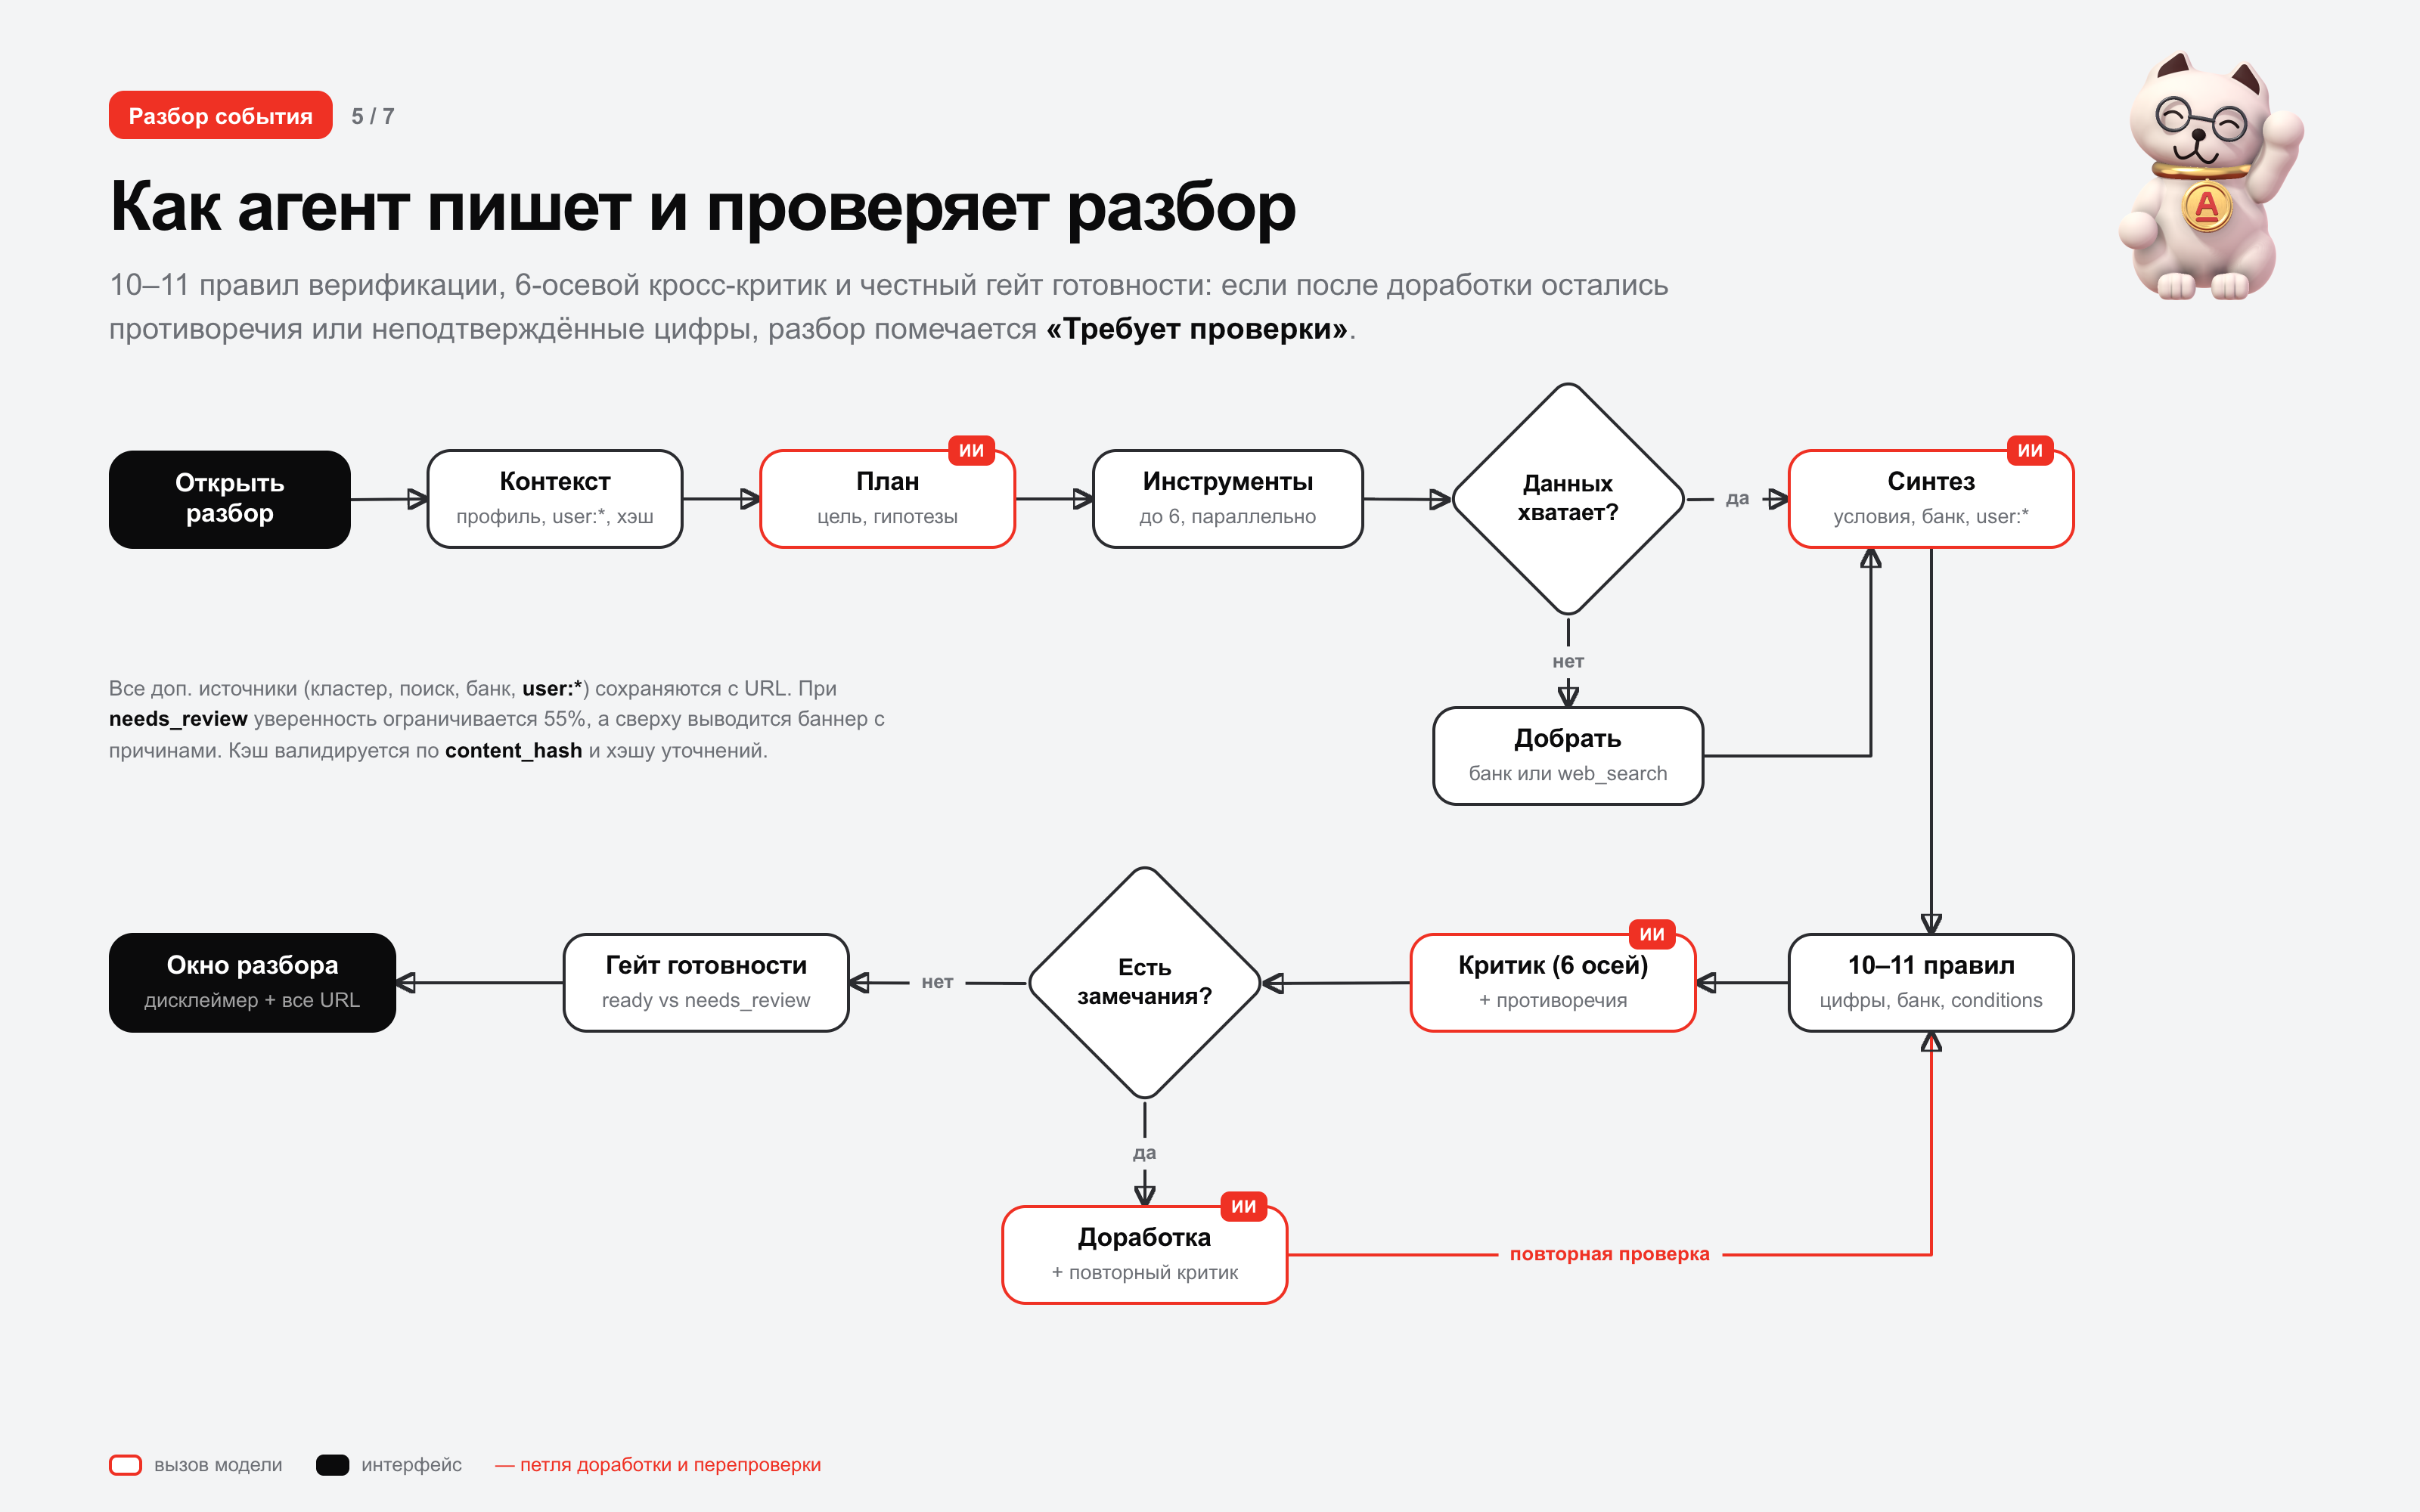 Разбор события 5 / 7
Как агент пишет и проверяет разбор
10–11 правил верификации, 6-осевой кросс-критик и честный гейт готовности: если после доработки остались
противоречия или неподтверждённые цифры, разбор помечается «Требует проверки».
Открыть
разбор
Контекст
профиль, user:*, хэш
ИИ
План
цель, гипотезы
Инструменты
до 6, параллельно
Данных
хватает?
да
ИИ
Синтез
условия, банк, user:*
нет
Добрать
банк или web_search
Все доп. источники (кластер, поиск, банк, user:*) сохраняются с URL. При
needs_review уверенность ограничивается 55%, а сверху выводится баннер с
причинами. Кэш валидируется по content_hash и хэшу уточнений.
Окно разбора
дисклеймер + все URL
Гейт готовности
ready vs needs_review
нет
Есть
замечания?
ИИ
Критик (6 осей)
+ противоречия
10–11 правил
цифры, банк, conditions
да
ИИ
Доработка
+ повторный критик
повторная проверка
вызов модели
интерфейс
— петля доработки и перепроверки
A